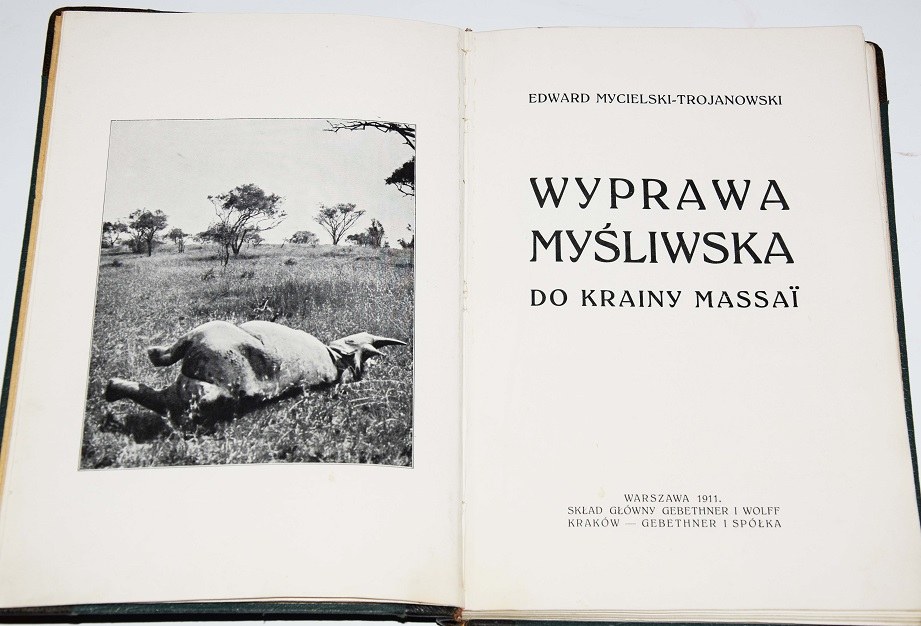 EDWARD MYCIELSKI-TROJANOWSKI
WYPRAWA
MYŚLIWSKA
DO KRAINY MASSAÏ
WARSZAWA 1911.
SKŁAD GŁÓWNY GEBETHNER I WOLFF
KRAKÓW — GEBETHNER I SPÓŁKA